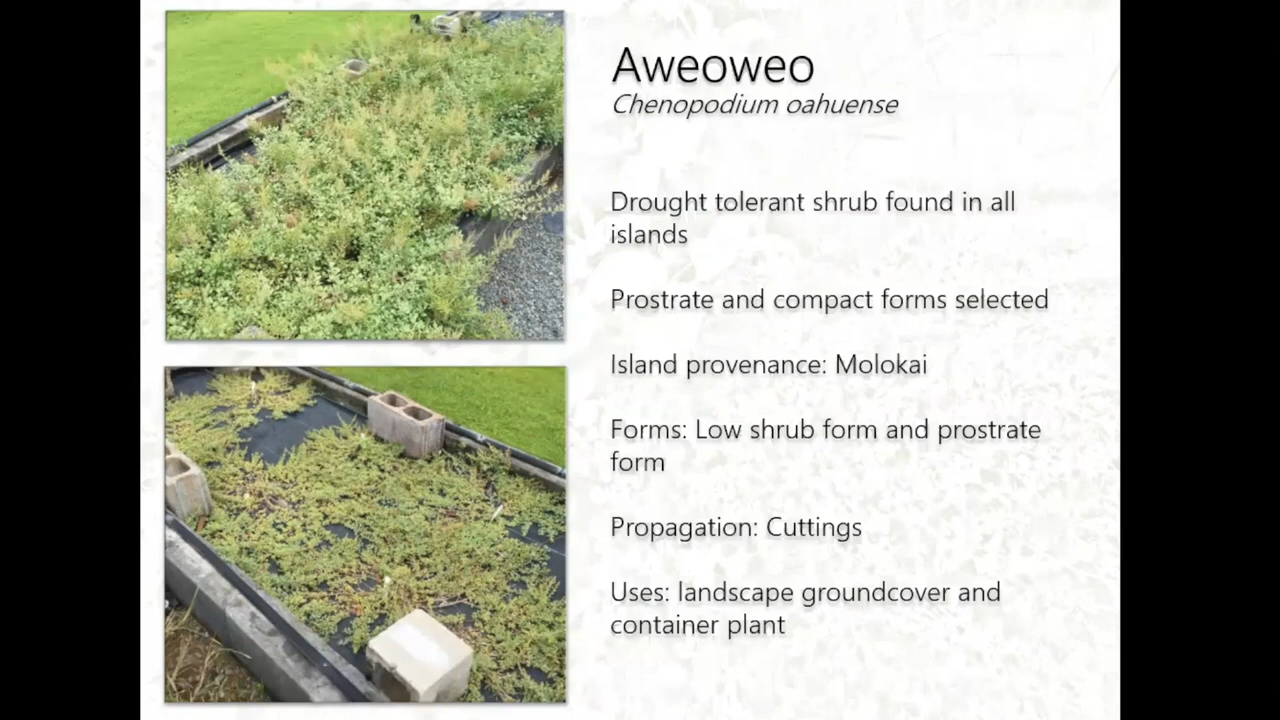 Aweoweo
Chenopodium oahuense
Drought tolerant shrub found in all
islands
Prostrate and compact forms selected
Island provenance: Molokai
Forms: Low shrub form and prostrate
form
Propagation: Cuttings
Uses: landscape groundcover and
container plant